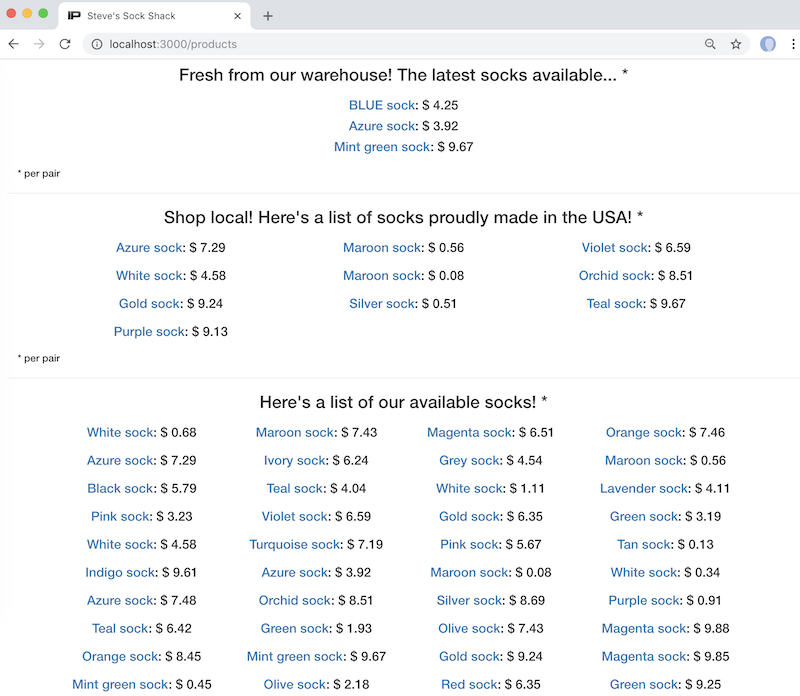 IP Steve's Sock Shack
localhost:3000/products
Fresh from our warehouse! The latest socks available... *
BLUE sock: $ 4.25
Azure sock: $ 3.92
Mint green sock: $ 9.67
* per pair
Shop local! Here's a list of socks proudly made in the USA! *
Azure sock: $ 7.29 Maroon sock: $ 0.56 Violet sock: $ 6.59
White sock: $ 4.58 Maroon sock: $ 0.08 Orchid sock: $ 8.51
Gold sock: $ 9.24 Silver sock: $ 0.51 Teal sock: $ 9.67
Purple sock: $ 9.13
* per pair
Here's a list of our available socks! *
White sock: $ 0.68 Maroon sock: $ 7.43 Magenta sock: $ 6.51 Orange sock: $ 7.46
Azure sock: $ 7.29 Ivory sock: $ 6.24 Grey sock: $ 4.54 Maroon sock: $ 0.56
Black sock: $ 5.79 Teal sock: $ 4.04 White sock: $ 1.11 Lavender sock: $ 4.11
Pink sock: $ 3.23 Violet sock: $ 6.59 Gold sock: $ 6.35 Green sock: $ 3.19
White sock: $ 4.58 Turquoise sock: $ 7.19 Pink sock: $ 5.67 Tan sock: $ 0.13
Indigo sock: $ 9.61 Azure sock: $ 3.92 Maroon sock: $ 0.08 White sock: $ 0.34
Azure sock: $ 7.48 Orchid sock: $ 8.51 Silver sock: $ 8.69 Purple sock: $ 0.91
Teal sock: $ 6.42 Green sock: $ 1.93 Olive sock: $ 7.43 Magenta sock: $ 9.88
Orange sock: $ 8.45 Mint green sock: $ 9.67 Gold sock: $ 9.24 Magenta sock: $ 9.85
Mint green sock: $ 0.45 Olive sock: $ 2.18 Red sock: $ 6.35 Green sock: $ 9.25